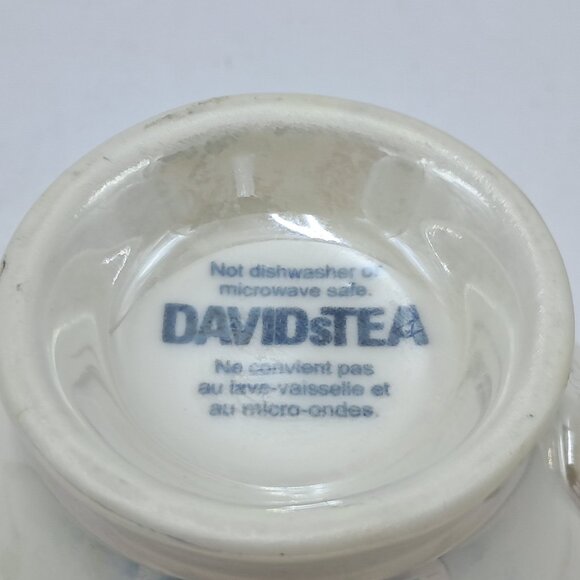 Not dishwasher or
microwave safe.
DAVIDsTEA
Ne convient pas
au lave-vaisselle et
au micro-ondes.